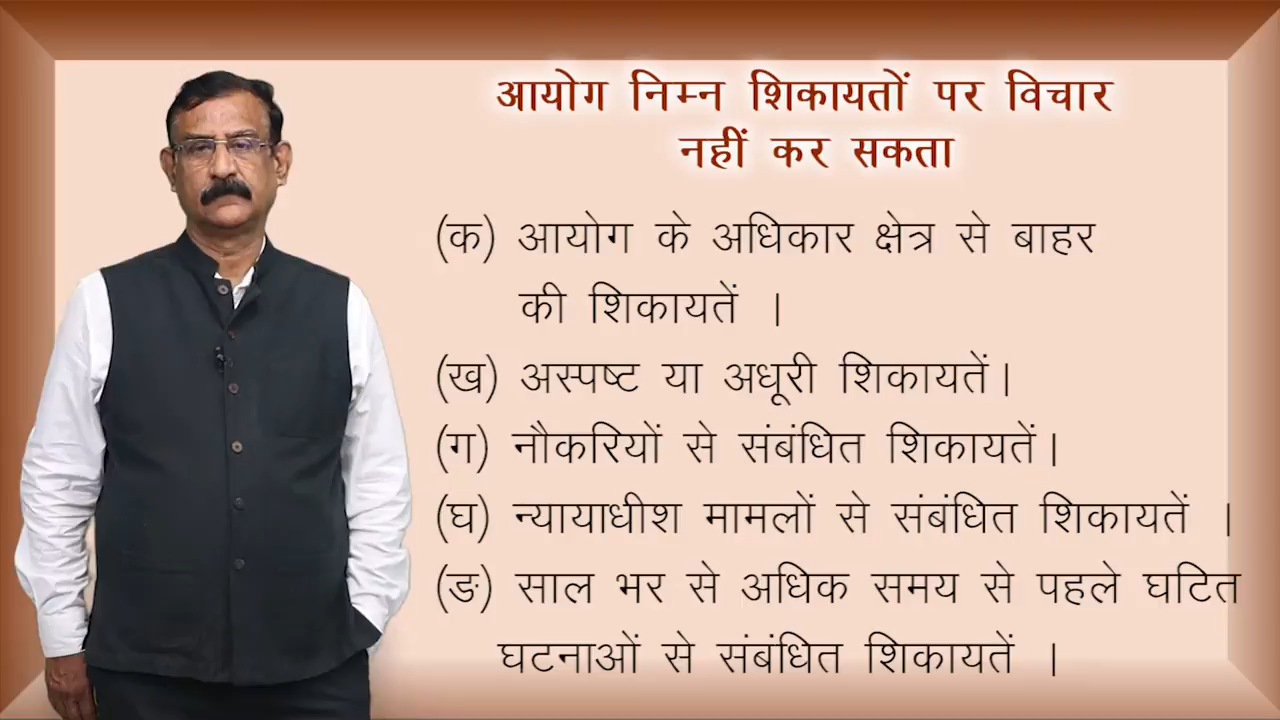 आयोग निम्न शिकायतों पर विचार
नहीं कर सकता
(क) आयोग के अधिकार क्षेत्र से बाहर
की शिकायतें ।
(ख) अस्पष्ट या अधूरी शिकायतें।
(ग) नौकरियों से संबंधित शिकायतें।
(घ) न्यायाधीश मामलों से संबंधित शिकायतें ।
(ङ) साल भर से अधिक समय से पहले घटित
घटनाओं से संबंधित शिकायतें ।